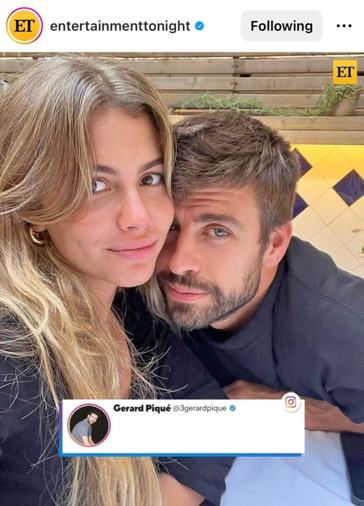 ET
entertainmenttonight
Following
ET
Gerard Piqué @3gerardpique